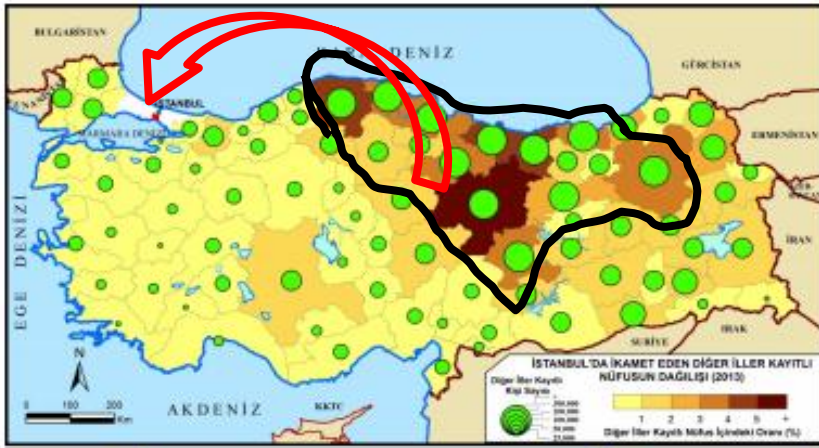 BULGARİSTAN
KARADENİZ
GÜRCİSTAN
İSTANBUL
MARMARA DENİZİ
ERMENİSTAN
EGE DENİZİ
İRAN
N
SURİYE
IRAK
AKDENİZ
KKTC
0 100 200
Km
İSTANBUL'DA İKAMET EDEN DİĞER İLLER KAYITLI
NÜFUSUN DAĞILIŞI (2013)
Diğer İller Kayıtlı
Kişi Sayısı
1 2 3 4 5 +
Diğer İller Kayıtlı Nüfus İçindeki Oranı (%)